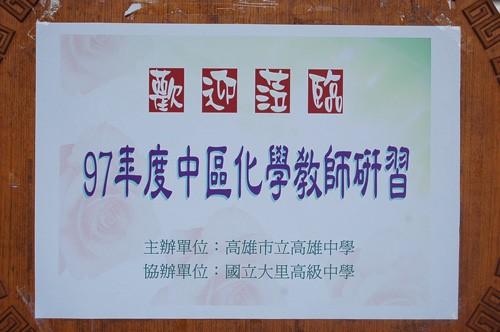 歡迎蒞臨
97年度中區化學教師研習
主辦單位：高雄市立高雄中學
協辦單位：國立大里高級中學